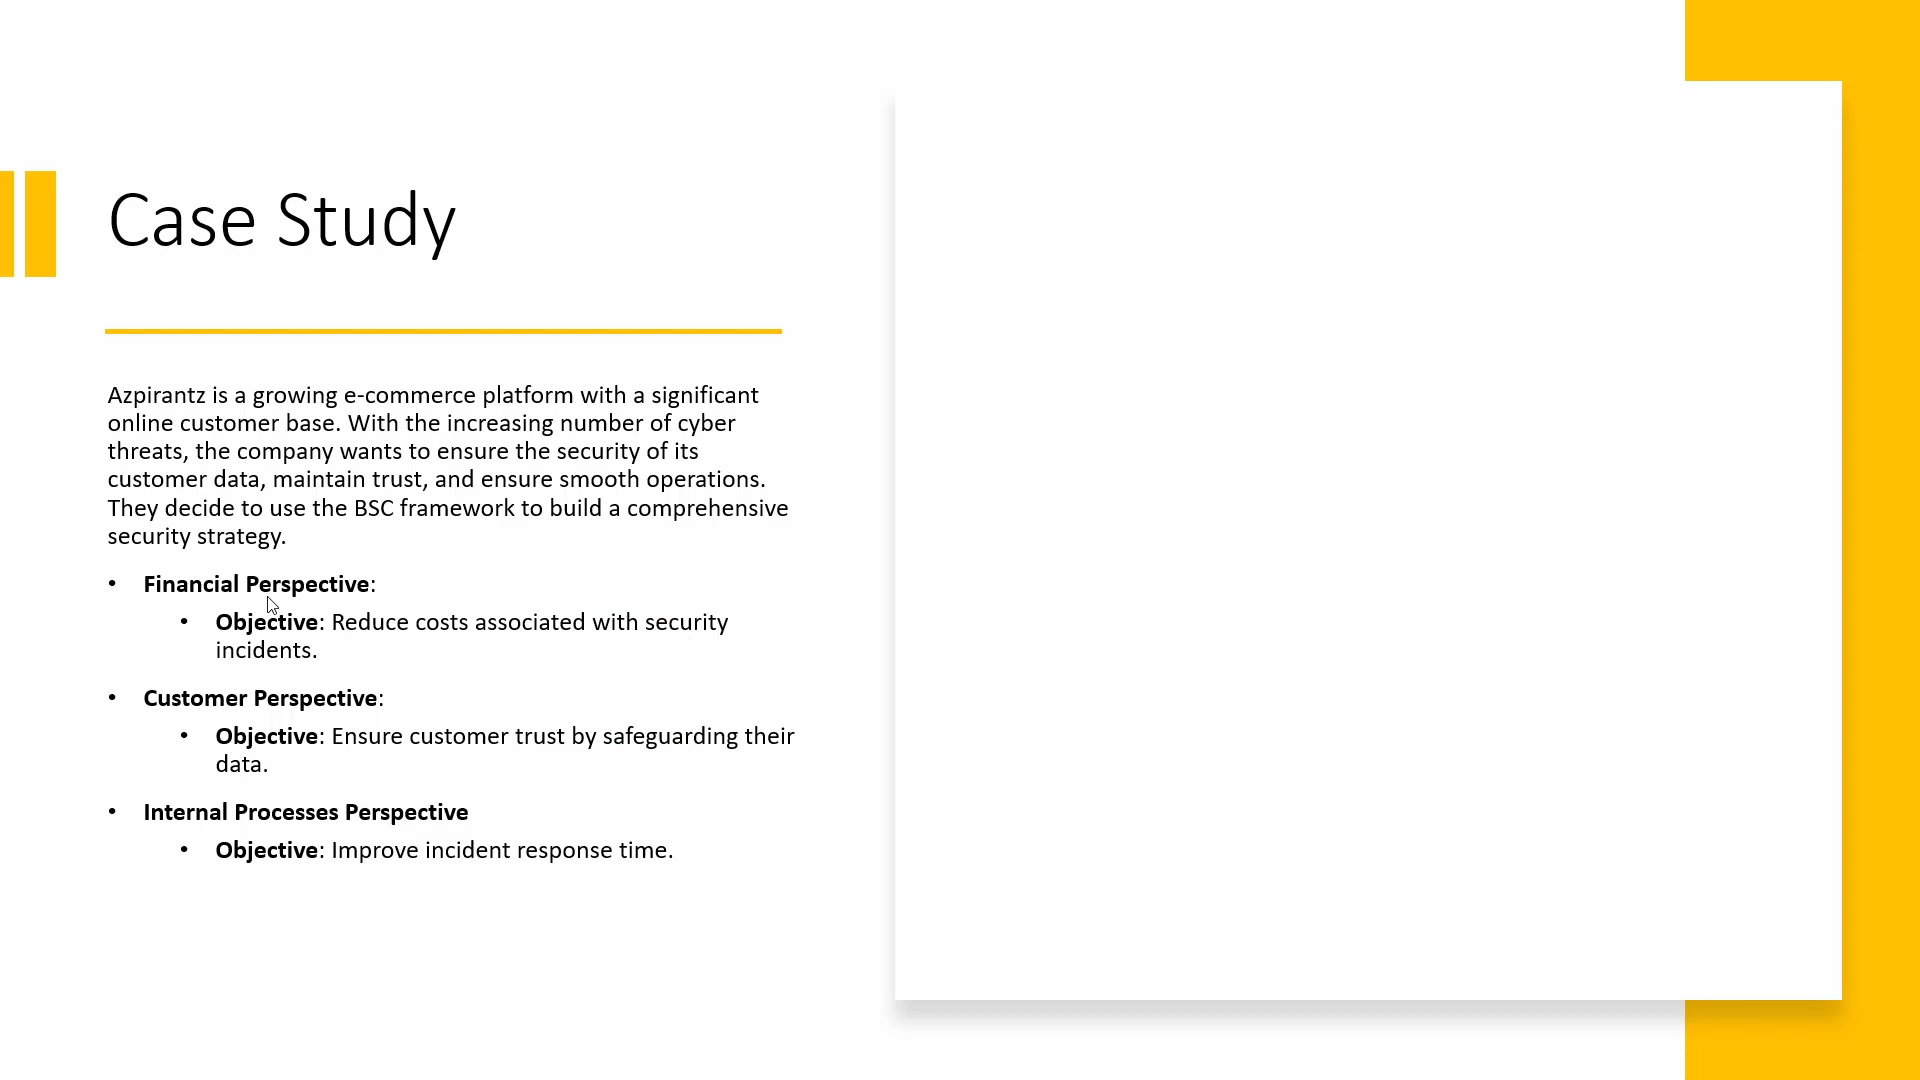 Case Study
Azpirantz is a growing e-commerce platform with a significant
online customer base. With the increasing number of cyber
threats, the company wants to ensure the security of its
customer data, maintain trust, and ensure smooth operations.
They decide to use the BSC framework to build a comprehensive
security strategy.
• Financial Perspective:
• Objective: Reduce costs associated with security
incidents.
• Customer Perspective:
• Objective: Ensure customer trust by safeguarding their
data.
• Internal Processes Perspective
• Objective: Improve incident response time.